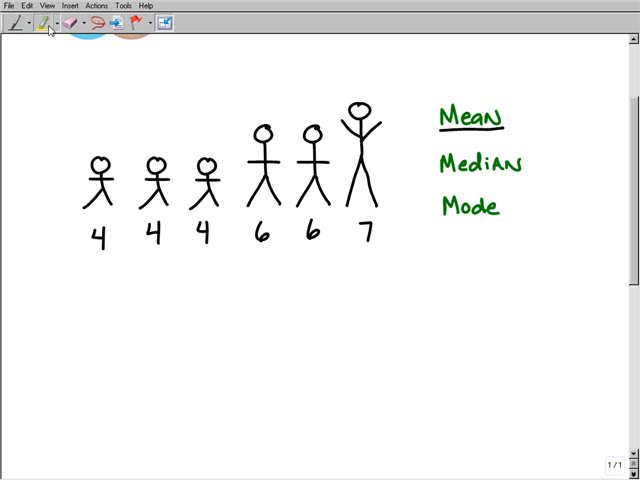 File Edit View Insert Actions Tools Help
Mean
Median
Mode
4 4 4 6 6 7
1 / 1